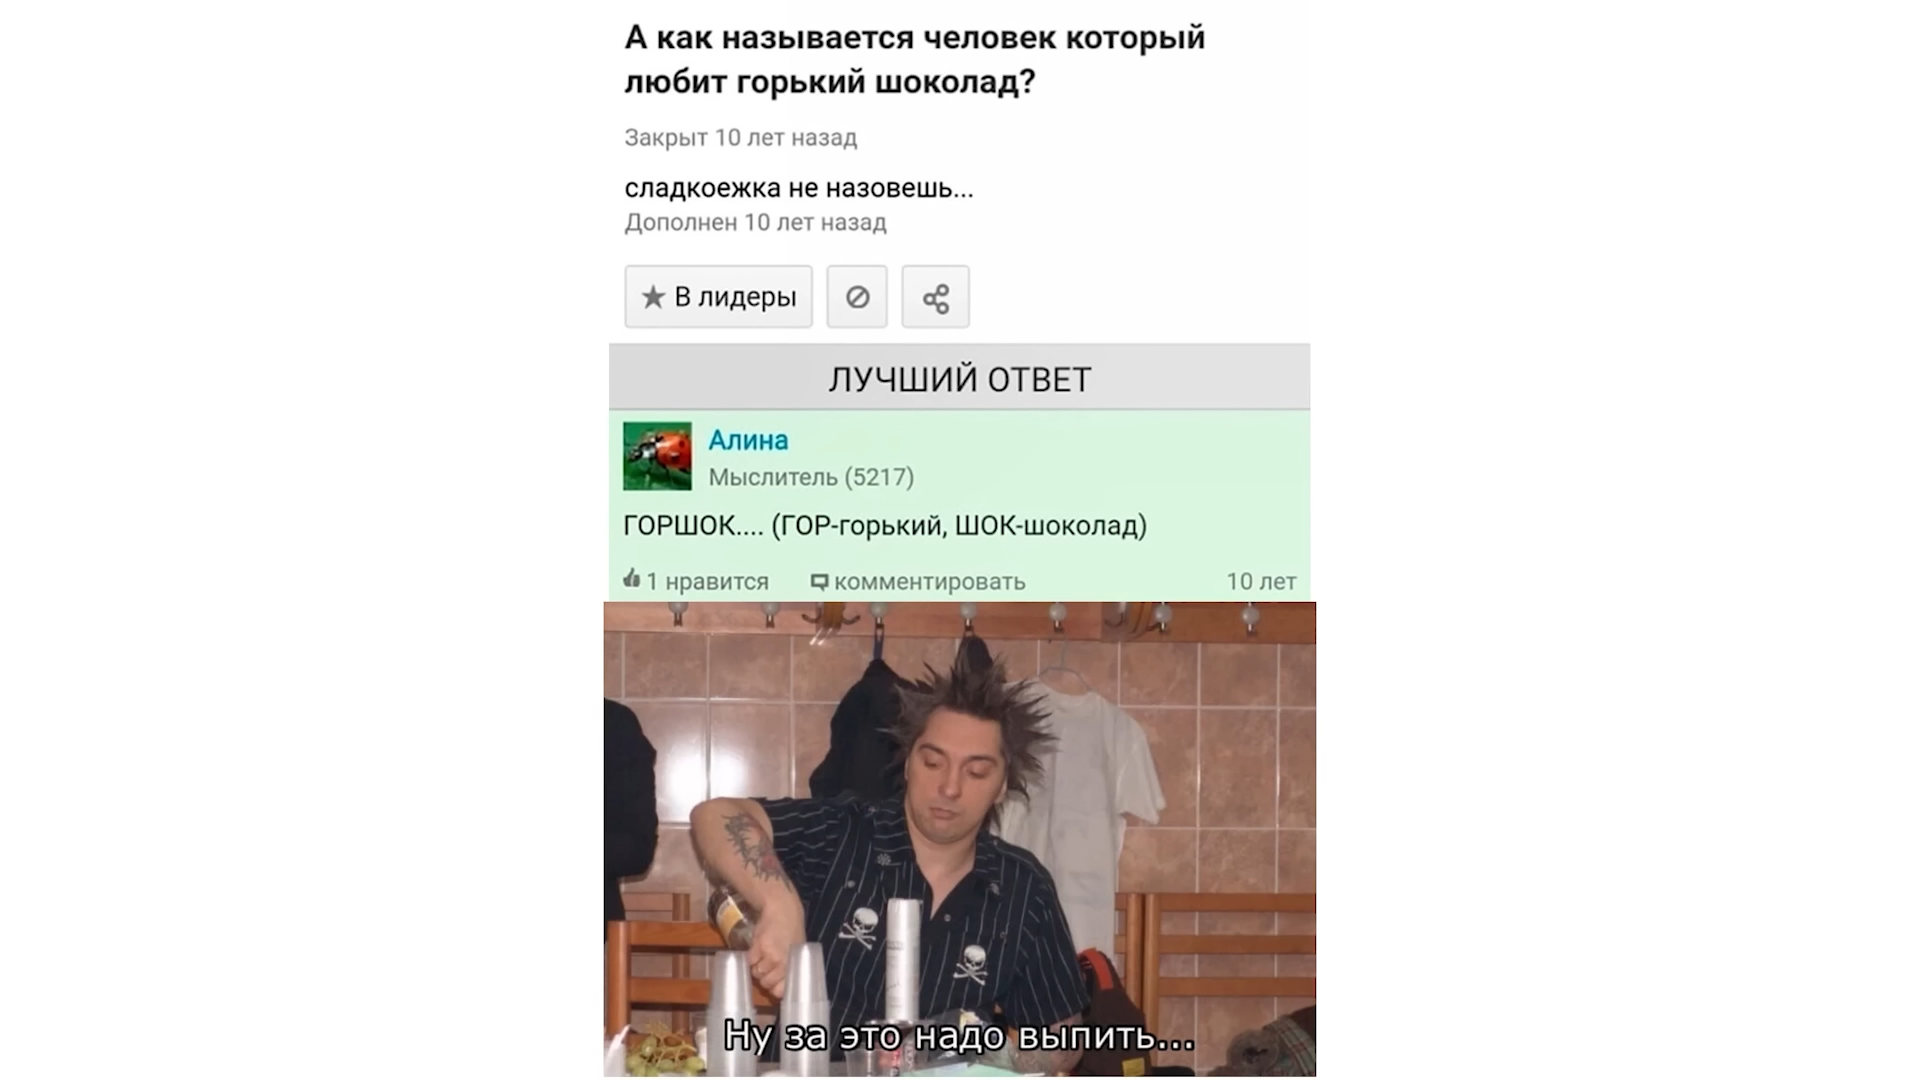 А как называется человек который
любит горький шоколад?
Закрыт 10 лет назад
сладкоежка не назовешь...
Дополнен 10 лет назад
В лидеры
ЛУЧШИЙ ОТВЕТ
Алина
Мыслитель (5217)
ГОРШОК.... (ГОР-горький, ШОК-шоколад)
1 нравится комментировать 10 лет
Ну за это надо выпить...